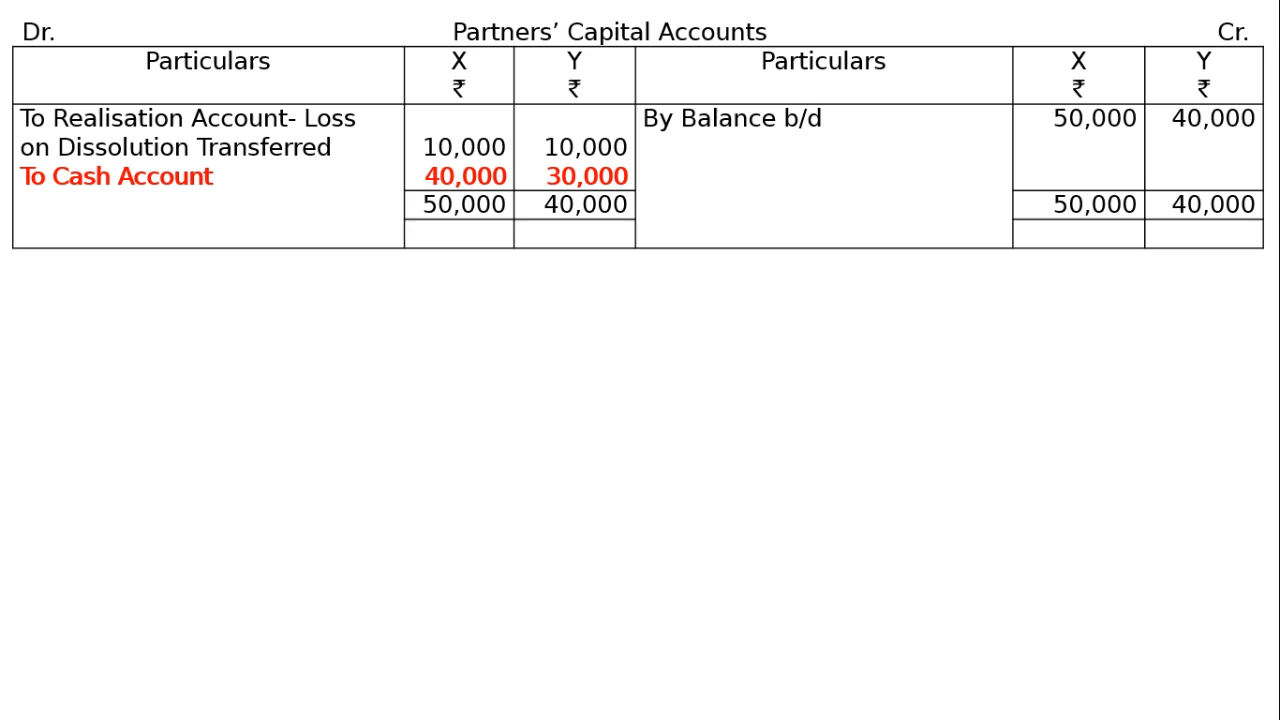 Dr. Partners’ Capital Accounts Cr.
Particulars X Y Particulars X Y
₹ ₹ ₹ ₹
To Realisation Account- Loss By Balance b/d 50,000 40,000
on Dissolution Transferred 10,000 10,000
To Cash Account 40,000 30,000
50,000 40,000 50,000 40,000